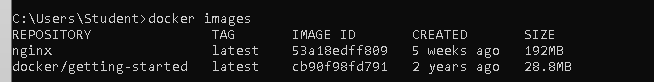 C:\Users\Student>docker images
REPOSITORY TAG IMAGE ID CREATED SIZE
nginx latest 53a18edff809 5 weeks ago 192MB
docker/getting-started latest cb90f98fd791 2 years ago 28.8MB